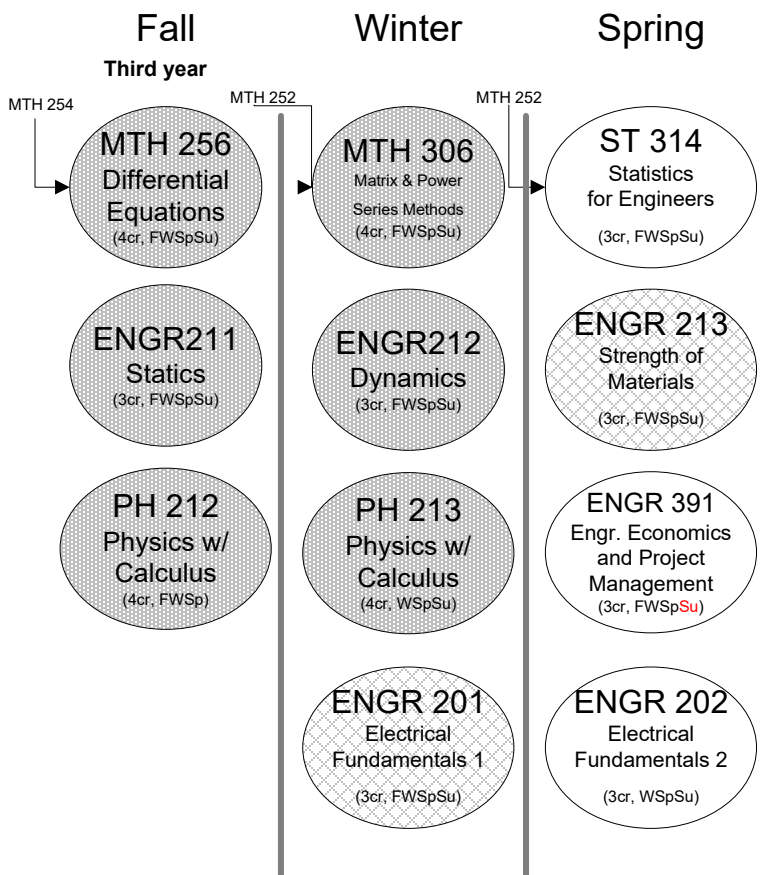 Fall
Winter
Spring
Third year
MTH 254
MTH 252
MTH 252
MTH 256
Differential
Equations
(4cr, FWSpSu)
MTH 306
Matrix & Power
Series Methods
(4cr, FWSpSu)
ST 314
Statistics
for Engineers
(3cr, FWSpSu)
ENGR211
Statics
(3cr, FWSpSu)
ENGR212
Dynamics
(3cr, FWSpSu)
ENGR 213
Strength of
Materials
(3cr, FWSpSu)
PH 212
Physics w/
Calculus
(4cr, FWSp)
PH 213
Physics w/
Calculus
(4cr, WSpSu)
ENGR 391
Engr. Economics
and Project
Management
(3cr, FWSpSu)
ENGR 201
Electrical
Fundamentals 1
(3cr, FWSpSu)
ENGR 202
Electrical
Fundamentals 2
(3cr, WSpSu)